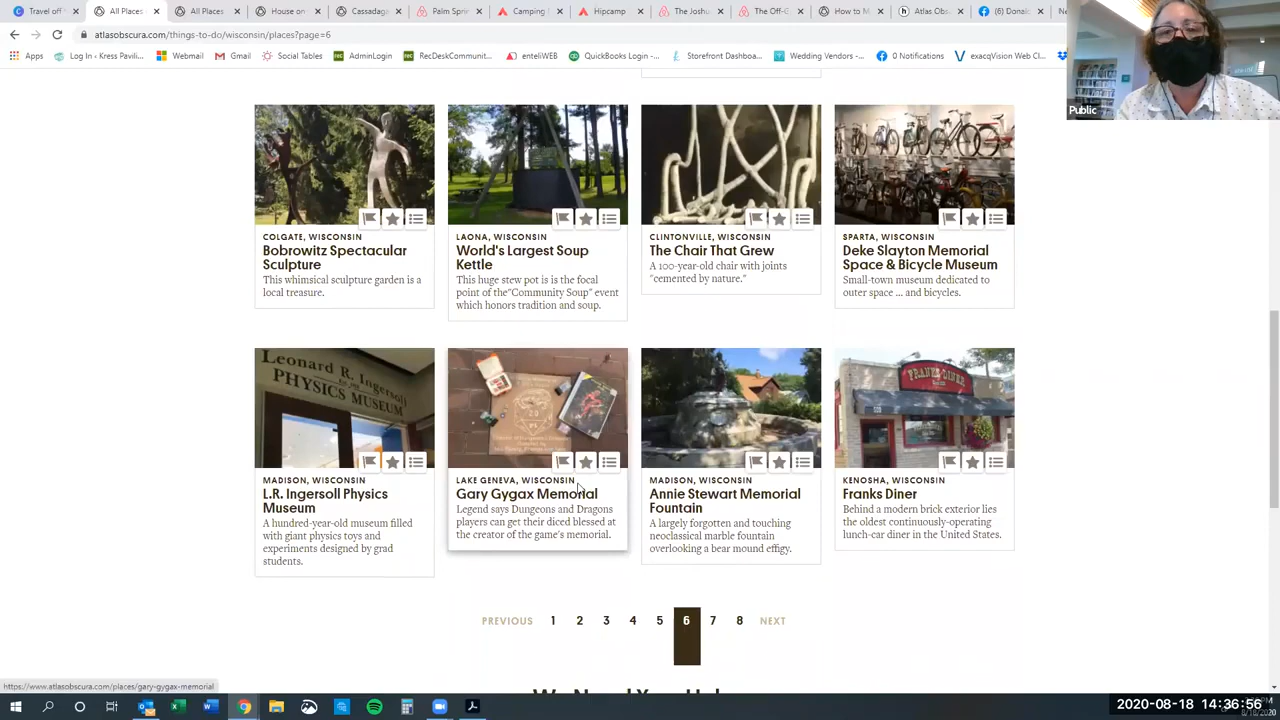 Travel off
All Places
All Places
House on
Cassadag
Palm Sprin
Camping
Hipcamp
The Joshu
The Off-G
How to M
Atlas Obs
(6) Donald
atlasobscura.com/things-to-do/wisconsin/places?page=6
Apps
Log In ‹ Kress Pavili...
Webmail
Gmail
Social Tables
AdminLogin
RecDeskCommunit...
enteliWEB
QuickBooks Login -...
Storefront Dashboa...
Wedding Vendors -...
0 Notifications
exacqVision Web Cl...
Public
COLGATE, WISCONSIN
Bobrowitz Spectacular
Sculpture
This whimsical sculpture garden is a
local treasure.
LAONA, WISCONSIN
World's Largest Soup
Kettle
This huge stew pot is is the focal
point of the"Community Soup" event
which honors tradition and soup.
CLINTONVILLE, WISCONSIN
The Chair That Grew
A 100-year-old chair with joints
"cemented by nature."
SPARTA, WISCONSIN
Deke Slayton Memorial
Space & Bicycle Museum
Small-town museum dedicated to
outer space ... and bicycles.
Leonard R. Ingersoll
PHYSICS MUSEUM
FRANKS DINER
MADISON, WISCONSIN
L.R. Ingersoll Physics
Museum
A hundred-year-old museum filled
with giant physics toys and
experiments designed by grad
students.
LAKE GENEVA, WISCONSIN
Gary Gygax Memorial
Legend says Dungeons and Dragons
players can get their diced blessed at
the creator of the game's memorial.
MADISON, WISCONSIN
Annie Stewart Memorial
Fountain
A largely forgotten and touching
neoclassical marble fountain
overlooking a bear mound effigy.
KENOSHA, WISCONSIN
Franks Diner
Behind a modern brick exterior lies
the oldest continuously-operating
lunch-car diner in the United States.
PREVIOUS 1 2 3 4 5 6 7 8 NEXT
https://www.atlasobscura.com/places/gary-gygax-memorial
2020-08-18 14:36:56